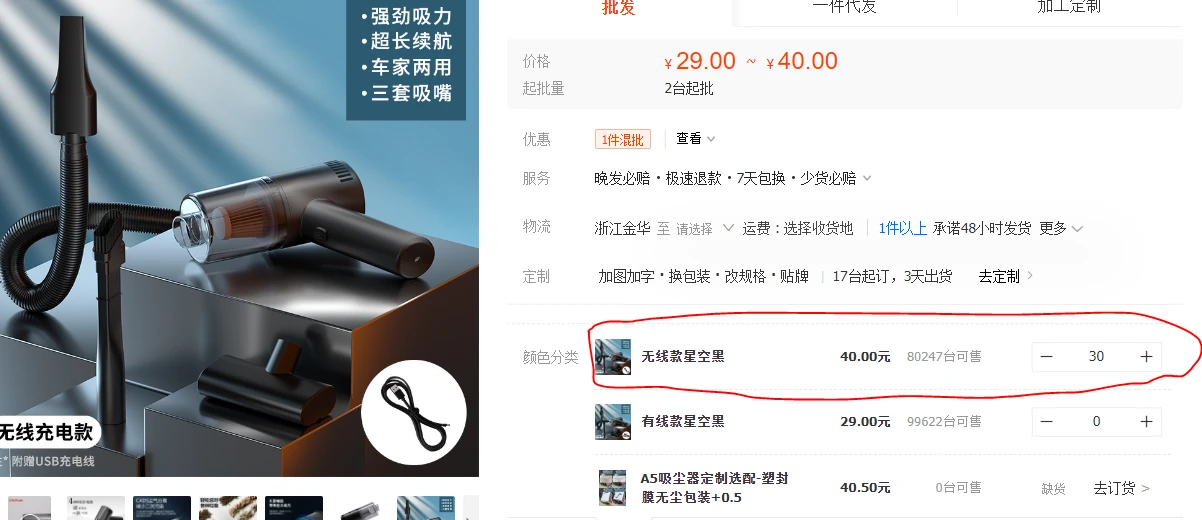 • 强劲吸力
• 超长续航
• 车家两用
• 三套吸嘴
无线充电款
附赠USB充电线
批发
一件代发
加工定制
价格 ¥ 29.00 ~ ¥ 40.00
起批量 2台起批
优惠 1件混批 查看
服务 晚发必赔 · 极速退款 · 7天包换 · 少货必赔
物流 浙江金华 至 请选择 运费：选择收货地 1件以上 承诺48小时发货 更多
定制 加图加字 · 换包装 · 改规格 · 贴牌 17台起订，3天出货 去定制 >
颜色分类 无线款星空黑 40.00元 80247台可售 — 30 +
有线款星空黑 29.00元 99622台可售 — 0 +
A5吸尘器定制选配-塑封
膜无尘包装+0.5 40.50元 0台可售 缺货 去订货 >